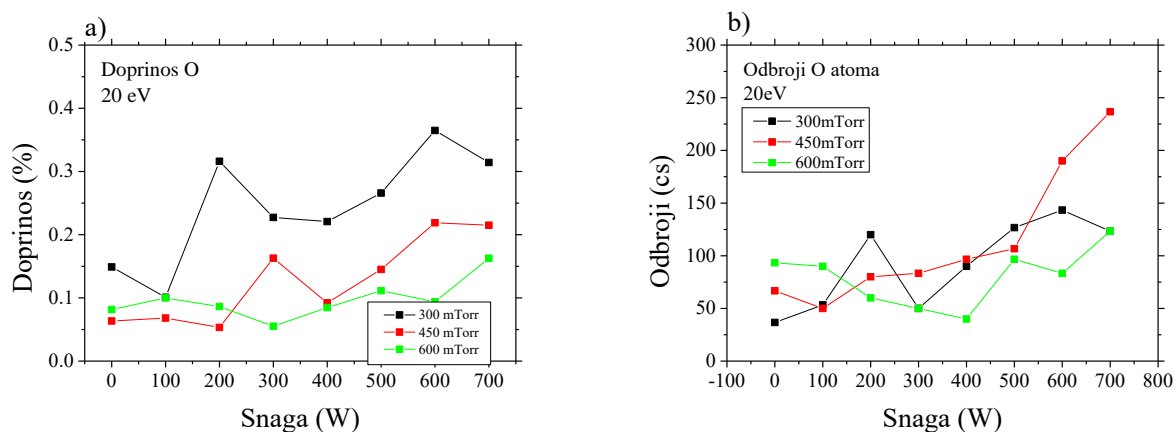 a)
Doprinos O
20 eV
Doprinos (%)
0.5
0.4
0.3
0.2
0.1
0.0
300 mTorr
450 mTorr
600 mTorr
0 100 200 300 400 500 600 700
Snaga (W)
b)
Odbroji O atoma
20eV
300mTorr
450mTorr
600mTorr
Odbroji (cs)
300
250
200
150
100
50
0
-100 0 100 200 300 400 500 600 700 800
Snaga (W)